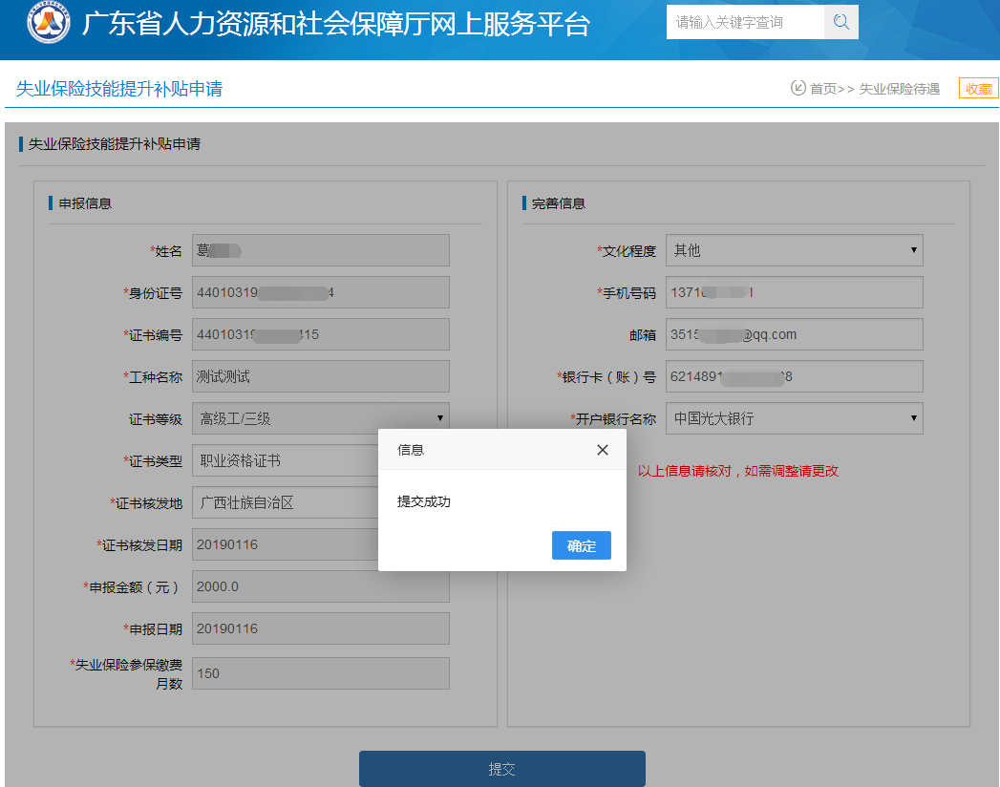 广东省人力资源和社会保障厅网上服务平台
请输入关键字查询
失业保险技能提升补贴申请
首页>> 失业保险待遇
收藏
失业保险技能提升补贴申请
申报信息
*姓名 葛
*身份证号 44010319 4
*证书编号 4401031 415
*工种名称 测试测试
证书等级 高级工/三级
*证书类型 职业资格证书
*证书核发地 广西壮族自治区
*证书核发日期 20190116
*申报金额（元） 2000.0
*申报日期 20190116
*失业保险参保缴费
月数 150
完善信息
*文化程度 其他
*手机号码 1371
邮箱 3515 @qq.com
*银行卡（账）号 6214891 8
*开户银行名称 中国光大银行
以上信息请核对，如需调整请更改
信息
提交成功
确定
提交